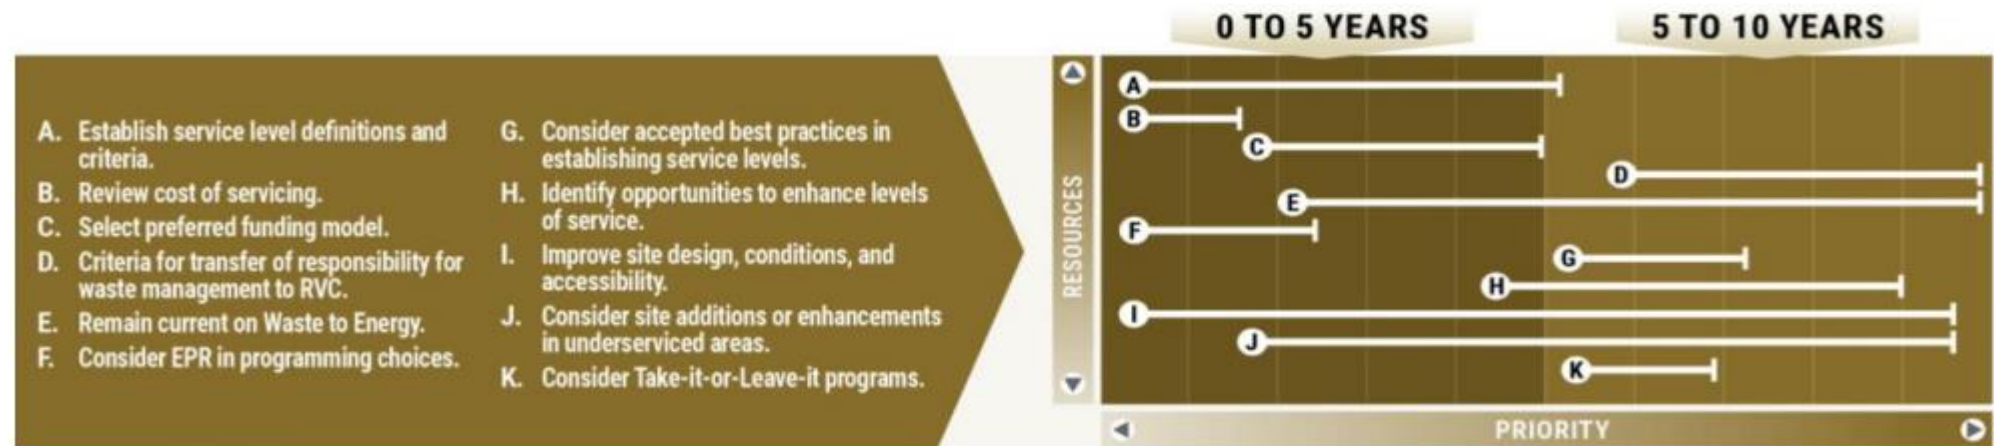 0 TO 5 YEARS
5 TO 10 YEARS
A. Establish service level definitions and
criteria.
B. Review cost of servicing.
C. Select preferred funding model.
D. Criteria for transfer of responsibility for
waste management to RVC.
E. Remain current on Waste to Energy.
F. Consider EPR in programming choices.
G. Consider accepted best practices in
establishing service levels.
H. Identify opportunities to enhance levels
of service.
I. Improve site design, conditions, and
accessibility.
J. Consider site additions or enhancements
in underserviced areas.
K. Consider Take-it-or-Leave-it programs.
RESOURCES
A
B
C
D
E
F
G
H
I
J
K
PRIORITY